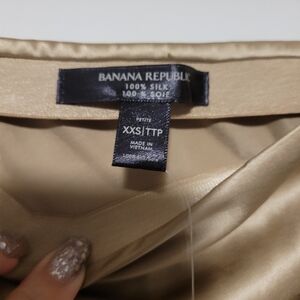 BANANA REPUBLIC
100% SILK
100% SOIE
PETITE
XXS/TTP
MADE IN
VIETNAM